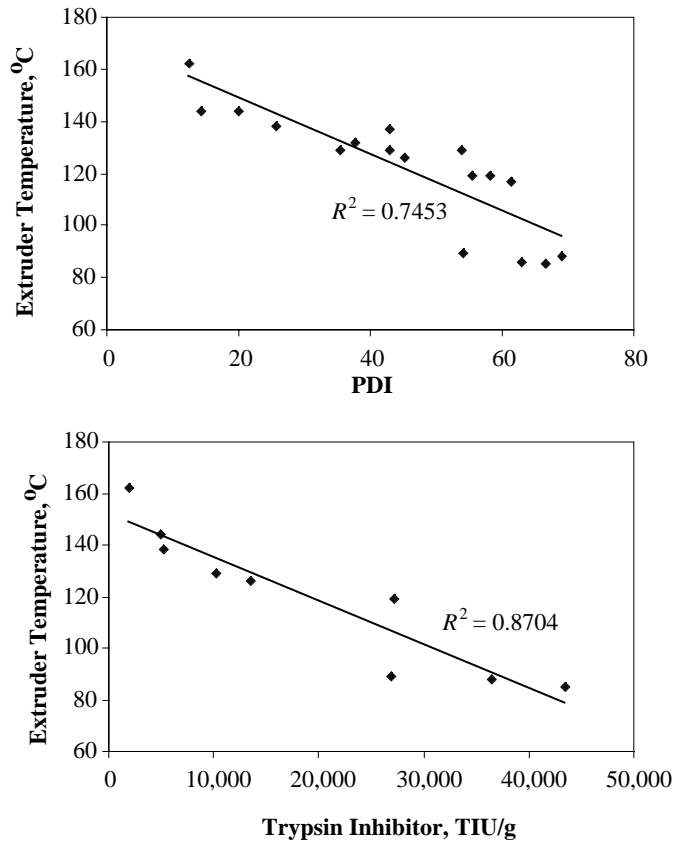 180
160
140
120
100
80
60
Extruder Temperature, ⁰C
R² = 0.7453
0 20 40 60 80
PDI
180
160
140
120
100
80
60
Extruder Temperature, ⁰C
R² = 0.8704
0 10,000 20,000 30,000 40,000 50,000
Trypsin Inhibitor, TIU/g